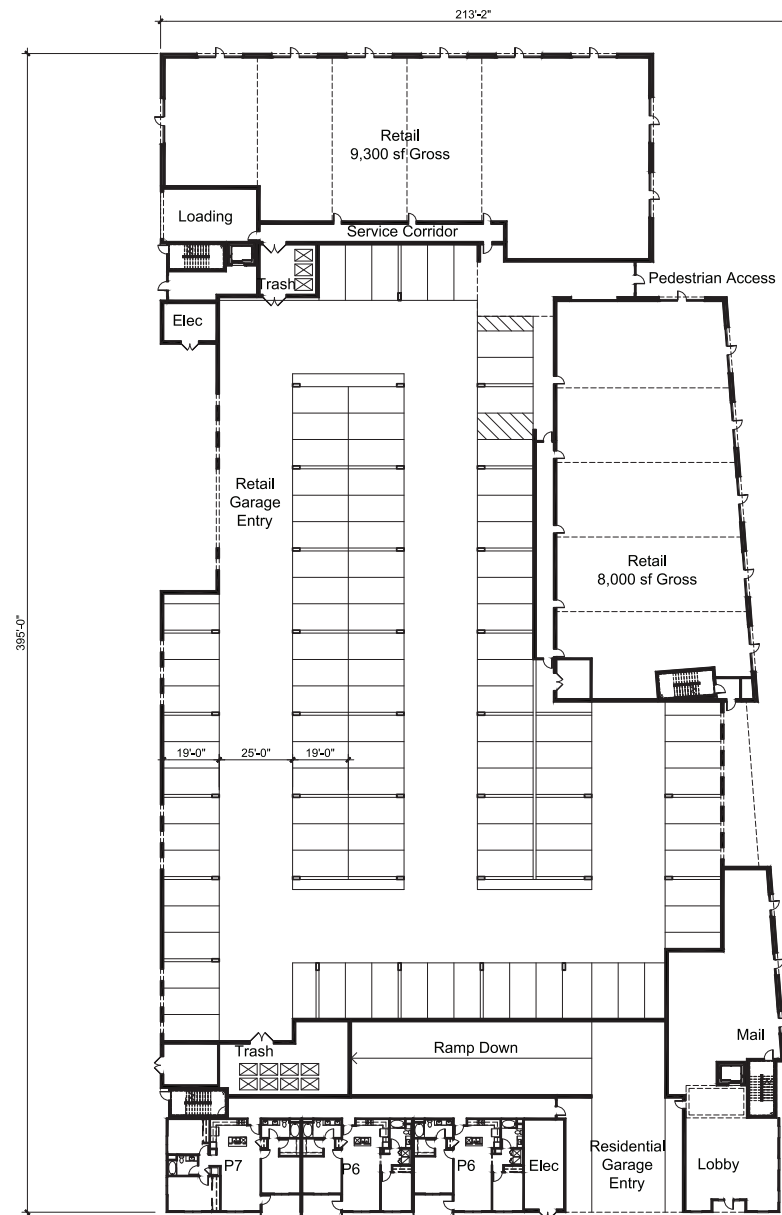 213'-2"
Retail
9,300 sf Gross
Loading
Service Corridor
Trash
Pedestrian Access
Elec
395'-0"
Retail
Garage
Entry
Retail
8,000 sf Gross
19'-0"
25'-0"
19'-0"
Mail
Trash
Ramp Down
Residential
Garage
Entry
P7
P6
P6
Elec
Lobby